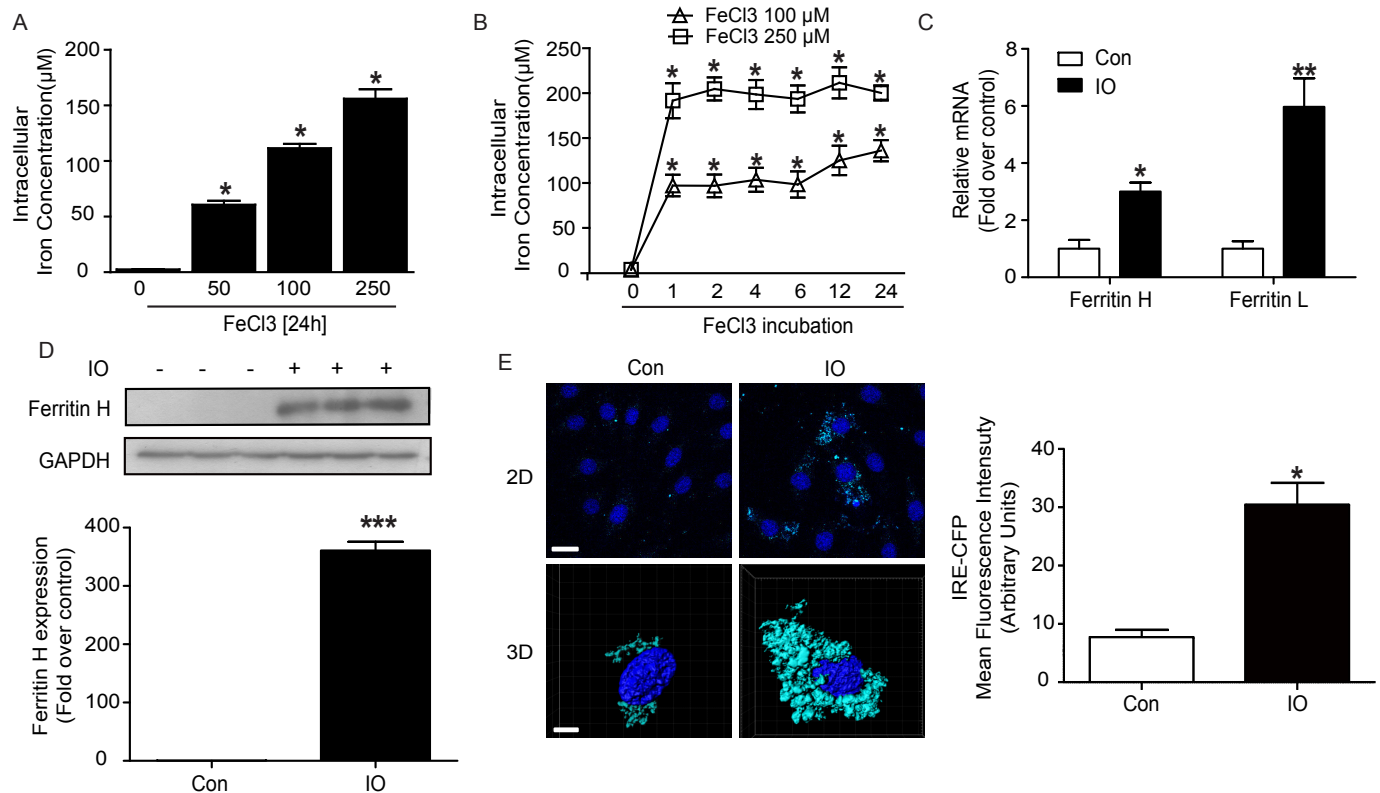 A
Intracellular
Iron Concentration(µM)
200
150
100
50
0
*
*
*
0 50 100 250
FeCl3 [24h]
B
FeCl3 100 µM
FeCl3 250 µM
Intracellular
Iron Concentration(µM)
250
200
150
100
50
0
* * * * * *
* * * * * *
0 1 2 4 6 12 24
FeCl3 incubation
C
Con
IO
Relative mRNA
(Fold over control)
8
6
4
2
0
*
**
Ferritin H Ferritin L
D
IO - - - + + +
Ferritin H
GAPDH
Ferritin H expression
(Fold over control)
400
300
200
100
0
***
Con IO
E
Con IO
2D
3D
IRE-CFP
Mean Fluorescence Intensuty
(Arbitrary Units)
40
30
20
10
0
*
Con IO